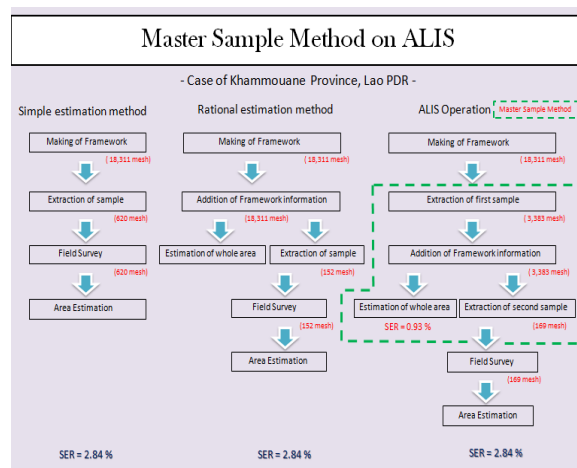 Master Sample Method on ALIS
- Case of Khammouane Province, Lao PDR -
Simple estimation method
Making of Framework
( 18,311 mesh)
Extraction of sample
(620 mesh)
Field Survey
(620 mesh)
Area Estimation
SER = 2.84 %
Rational estimation method
Making of Framework
(18,311 mesh)
Addition of Framework information
(18,311 mesh)
Estimation of whole area
Extraction of sample
(152 mesh)
Field Survey
(152 mesh)
Area Estimation
SER = 2.84 %
ALIS Operation
Master Sample Method
Making of Framework
(18,311 mesh)
Extraction of first sample
( 3,383 mesh)
Addition of Framework information
( 3,383 mesh)
Estimation of whole area
SER = 0.93 %
Extraction of second sample
(169 mesh)
Field Survey
(169 mesh)
Area Estimation
SER = 2.84 %